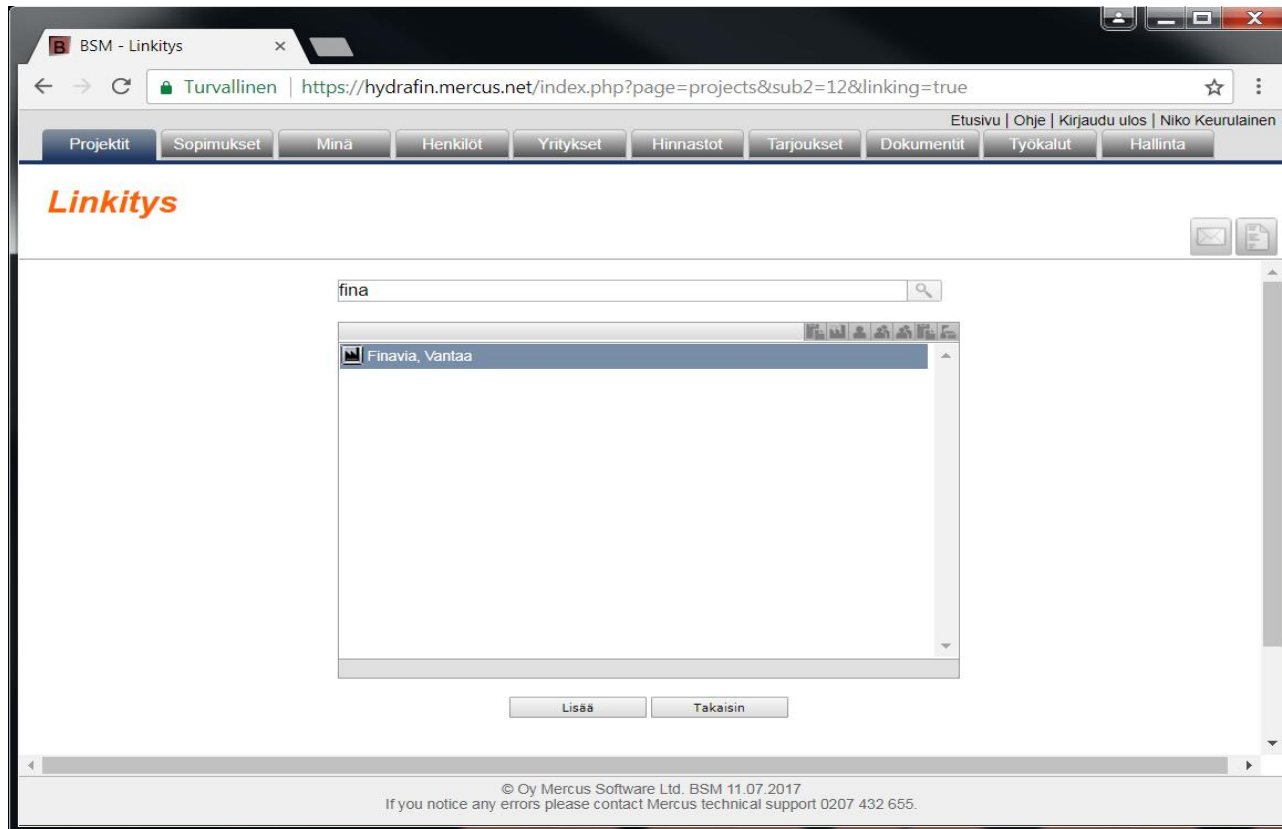 BSM - Linkitys
Turvallinen | https://hydrafin.mercus.net/index.php?page=projects&sub2=12&linking=true
Etusivu | Ohje | Kirjaudu ulos | Niko Keurulainen
Projektit Sopimukset Minä Henkilöt Yritykset Hinnastot Tarjoukset Dokumentit Työkalut Hallinta
Linkitys
fina
Finavia, Vantaa
Lisää Takaisin
© Oy Mercus Software Ltd. BSM 11.07.2017
If you notice any errors please contact Mercus technical support 0207 432 655.